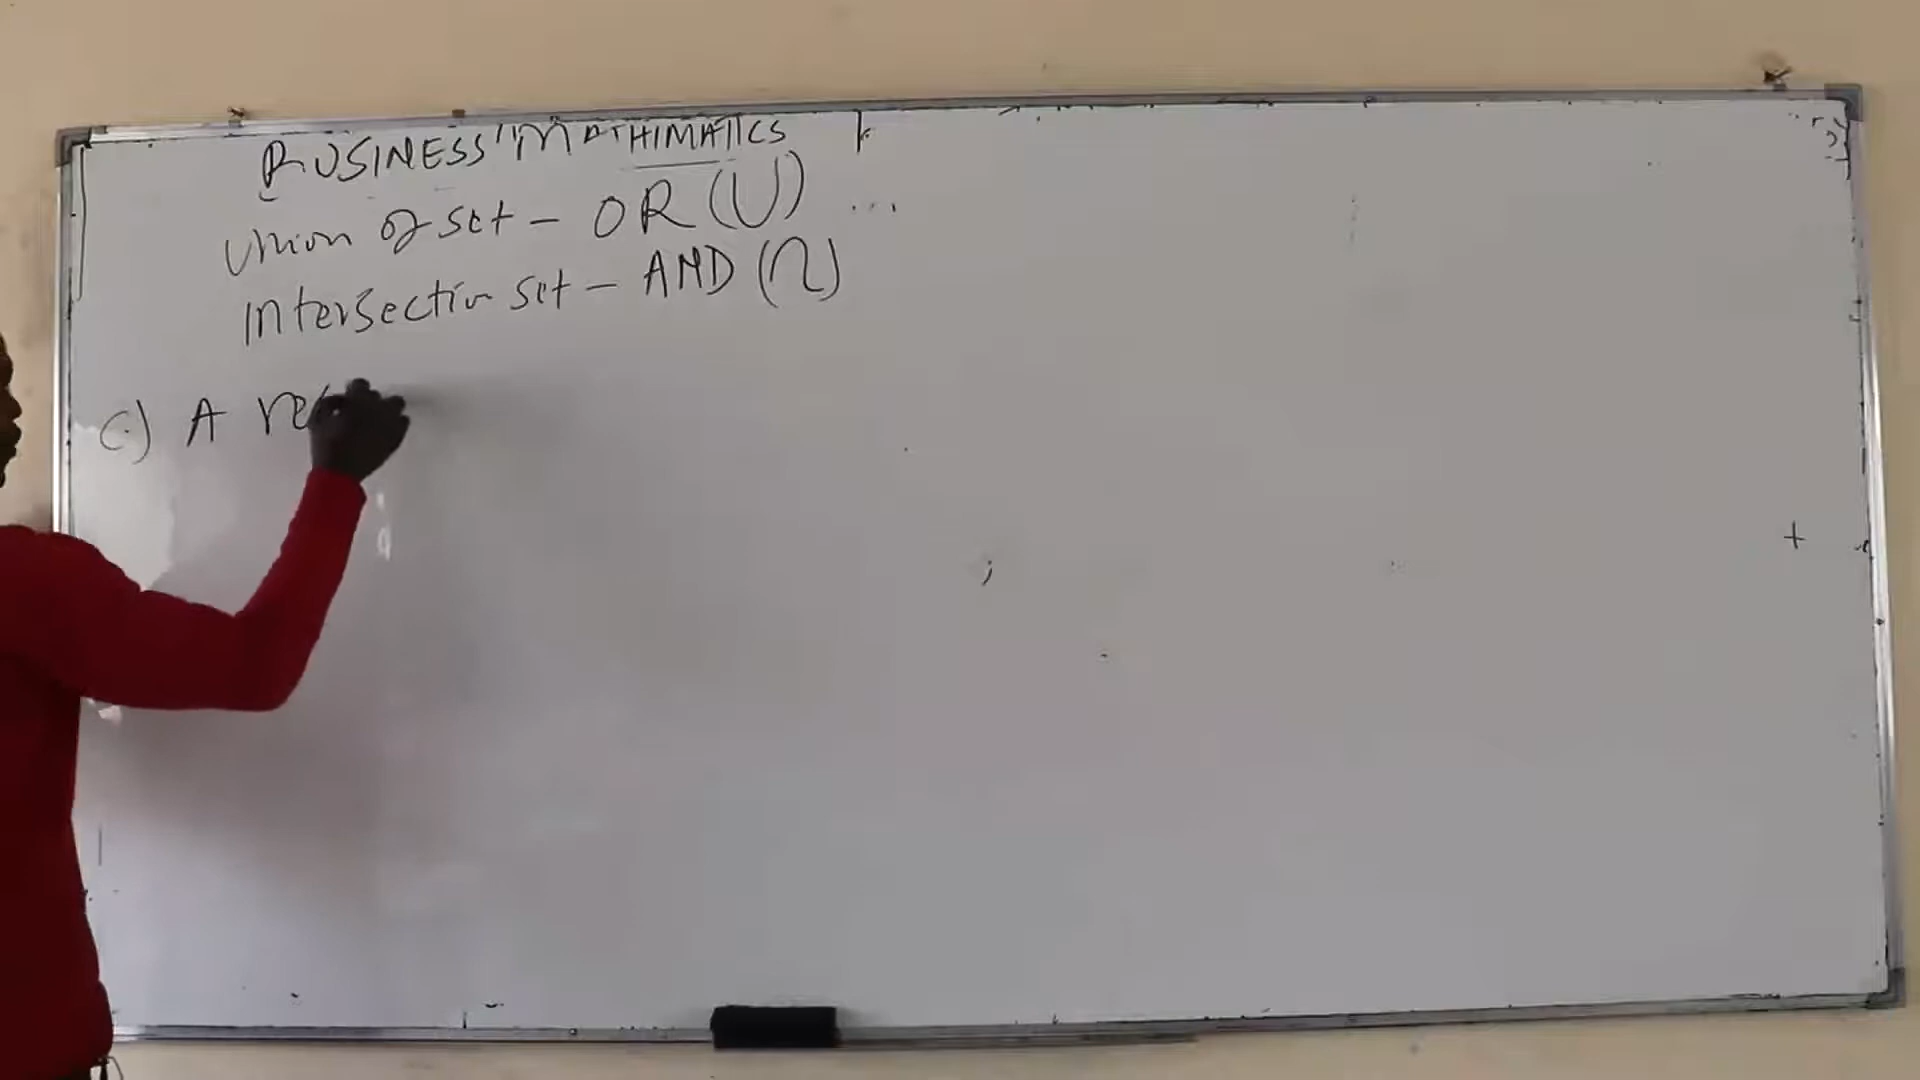 BUSINESS MATHIMATICS
Union of set - OR (U) ...
Intersection set - AND (∩)
C.) A re